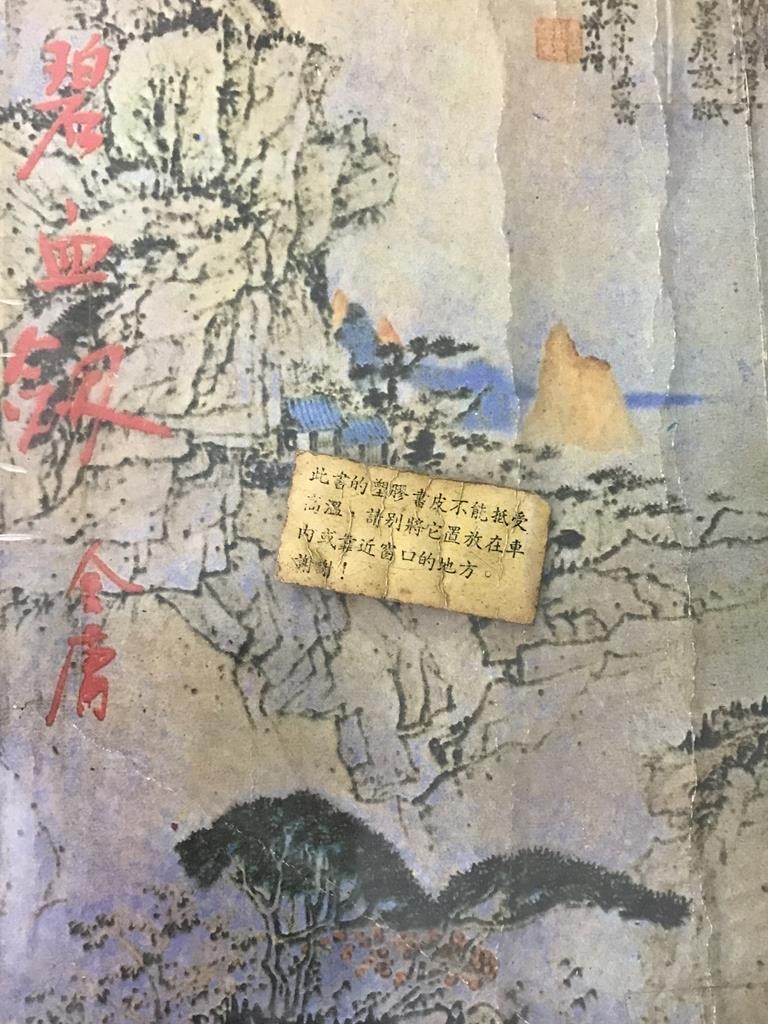 碧血劍
金庸
此書的塑膠書皮不能抵受
高溫，請別將它置放在車
內或靠近窗口的地方。
謝謝！